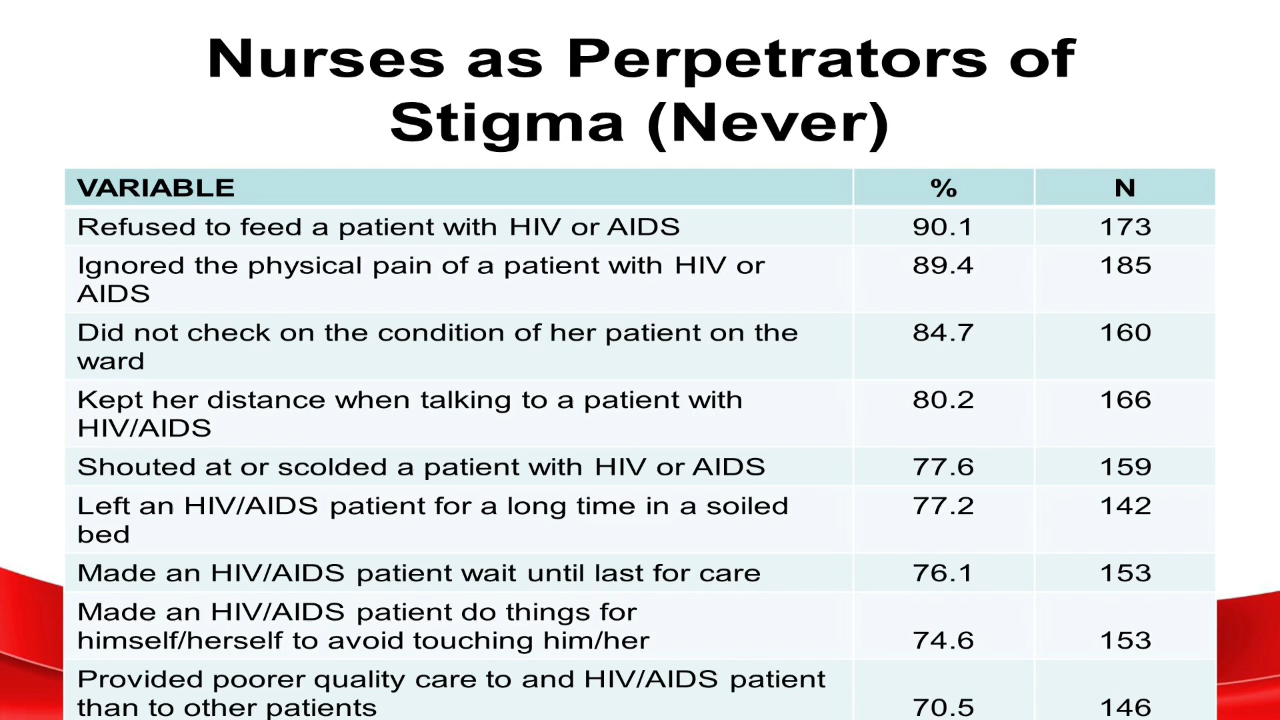 Nurses as Perpetrators of
Stigma (Never)
VARIABLE % N
Refused to feed a patient with HIV or AIDS 90.1 173
Ignored the physical pain of a patient with HIV or 89.4 185
AIDS
Did not check on the condition of her patient on the 84.7 160
ward
Kept her distance when talking to a patient with 80.2 166
HIV/AIDS
Shouted at or scolded a patient with HIV or AIDS 77.6 159
Left an HIV/AIDS patient for a long time in a soiled 77.2 142
bed
Made an HIV/AIDS patient wait until last for care 76.1 153
Made an HIV/AIDS patient do things for
himself/herself to avoid touching him/her 74.6 153
Provided poorer quality care to and HIV/AIDS patient
than to other patients 70.5 146